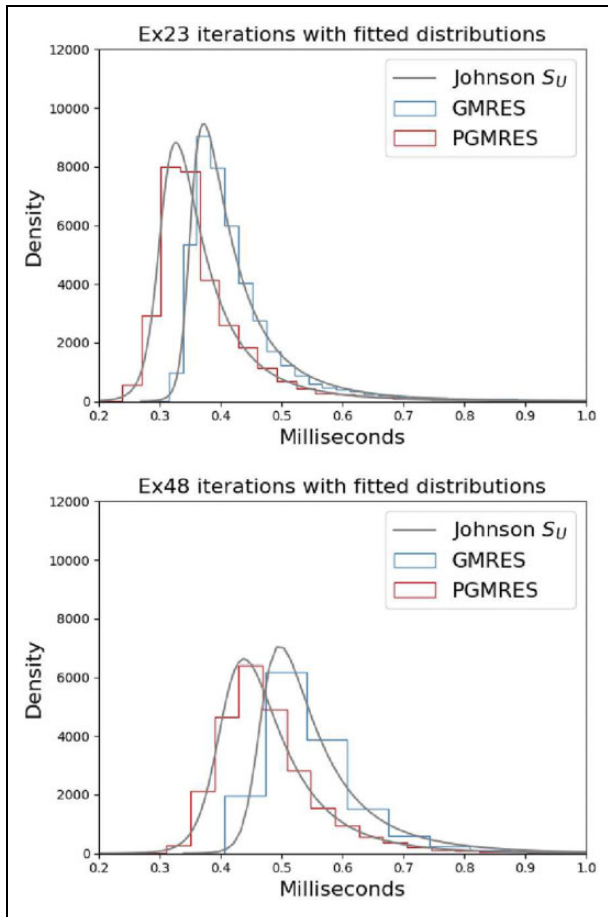 Ex23 iterations with fitted distributions
12000
10000
8000
6000
4000
2000
0
Density
Johnson S_U
GMRES
PGMRES
0.2 0.3 0.4 0.5 0.6 0.7 0.8 0.9 1.0
Milliseconds
Ex48 iterations with fitted distributions
12000
10000
8000
6000
4000
2000
0
Density
Johnson S_U
GMRES
PGMRES
0.2 0.3 0.4 0.5 0.6 0.7 0.8 0.9 1.0
Milliseconds